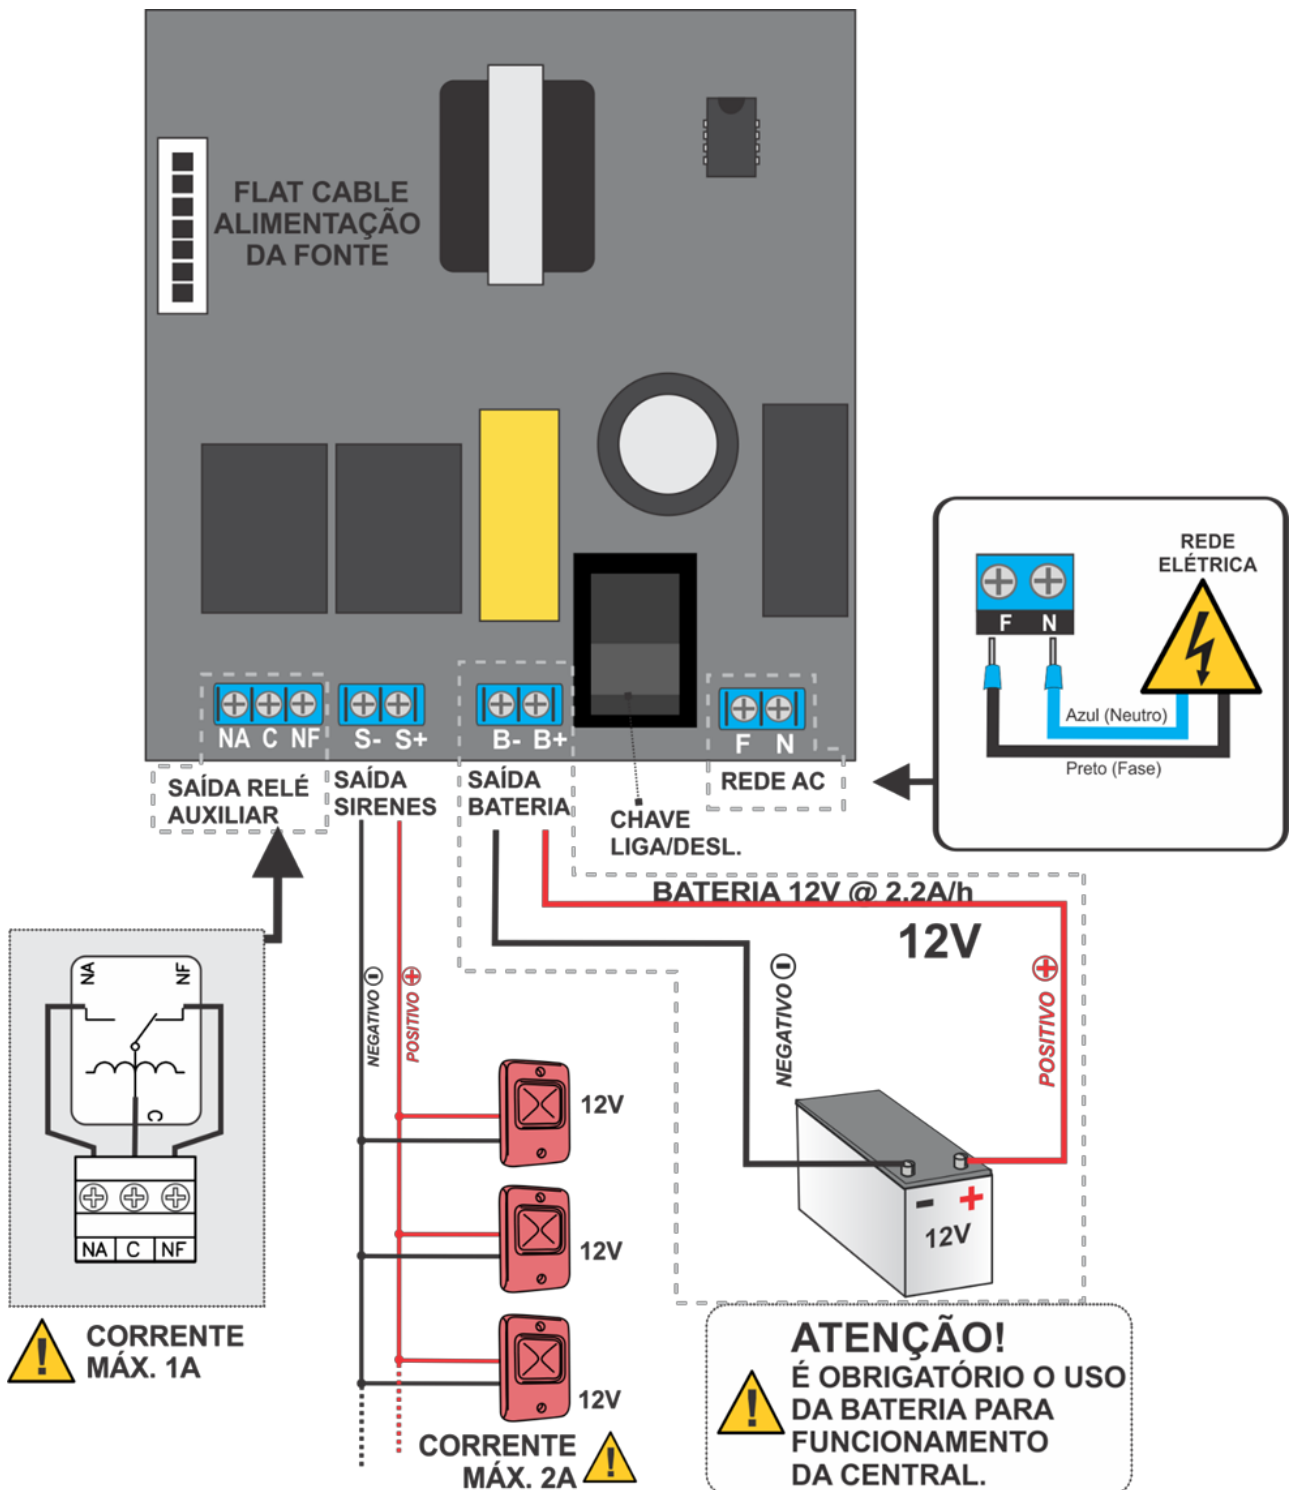 FLAT CABLE
ALIMENTAÇÃO
DA FONTE
REDE
ELÉTRICA
F N
Azul (Neutro)
Preto (Fase)
NA C NF
S- S+
B- B+
F N
SAÍDA RELÉ
AUXILIAR
SAÍDA
SIRENES
SAÍDA
BATERIA
CHAVE
LIGA/DESL.
REDE AC
BATERIA 12V @ 2.2A/h
12V
NA
NF
C
NA C NF
NEGATIVO
POSITIVO
NEGATIVO
POSITIVO
12V
12V
12V
- +
12V
CORRENTE
MÁX. 1A
CORRENTE
MÁX. 2A
ATENÇÃO!
É OBRIGATÓRIO O USO
DA BATERIA PARA
FUNCIONAMENTO
DA CENTRAL.